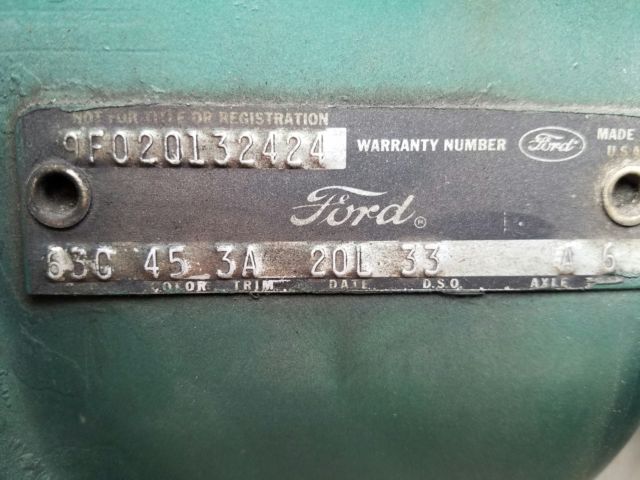 NOT FOR TITLE OR REGISTRATION
9F02Q132424 WARRANTY NUMBER Ford MADE
U.S.A
Ford®
63C 45 3A 20L 33 A 6
COLOR TRIM DATE D.S.O. AXLE